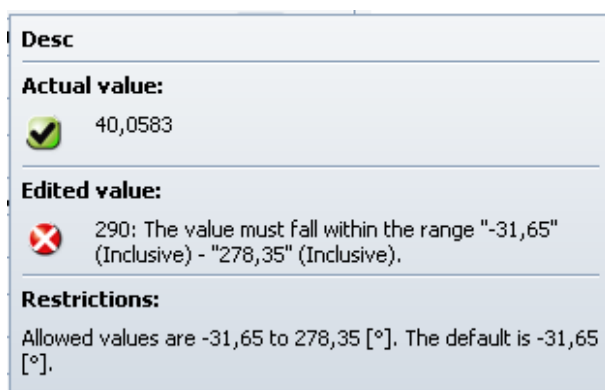 Desc
Actual value:
40,0583
Edited value:
290: The value must fall within the range "-31,65"
(Inclusive) - "278,35" (Inclusive).
Restrictions:
Allowed values are -31,65 to 278,35 [°]. The default is -31,65
[°].